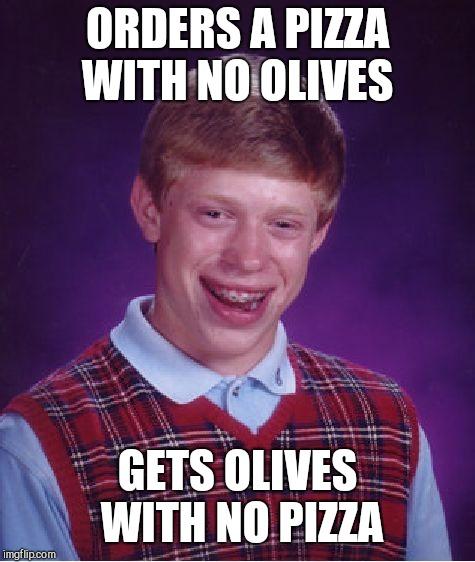 ORDERS A PIZZA
WITH NO OLIVES
GETS OLIVES
WITH NO PIZZA
imgflip.com